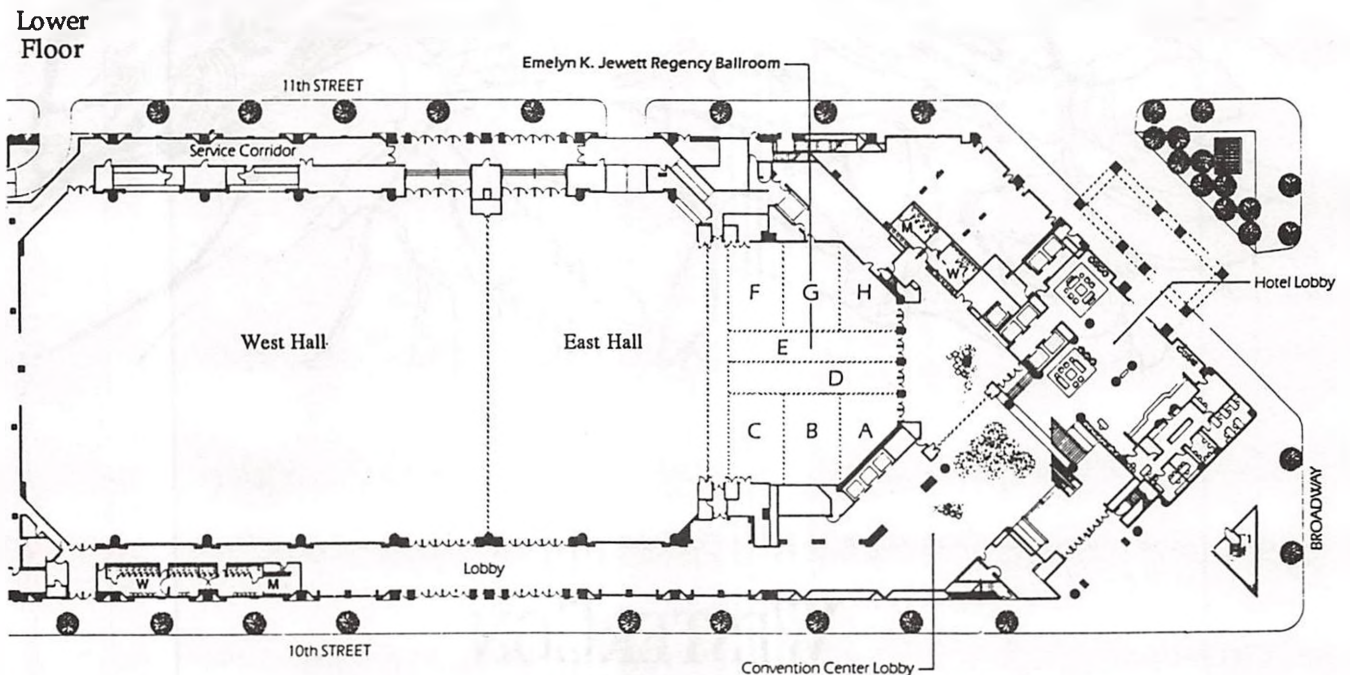 Lower
Floor
Emelyn K. Jewett Regency Ballroom
11th STREET
Service Corridor
M
W
F
G
H
Hotel Lobby
West Hall
East Hall
E
D
C
B
A
BROADWAY
Lobby
W
M
10th STREET
Convention Center Lobby